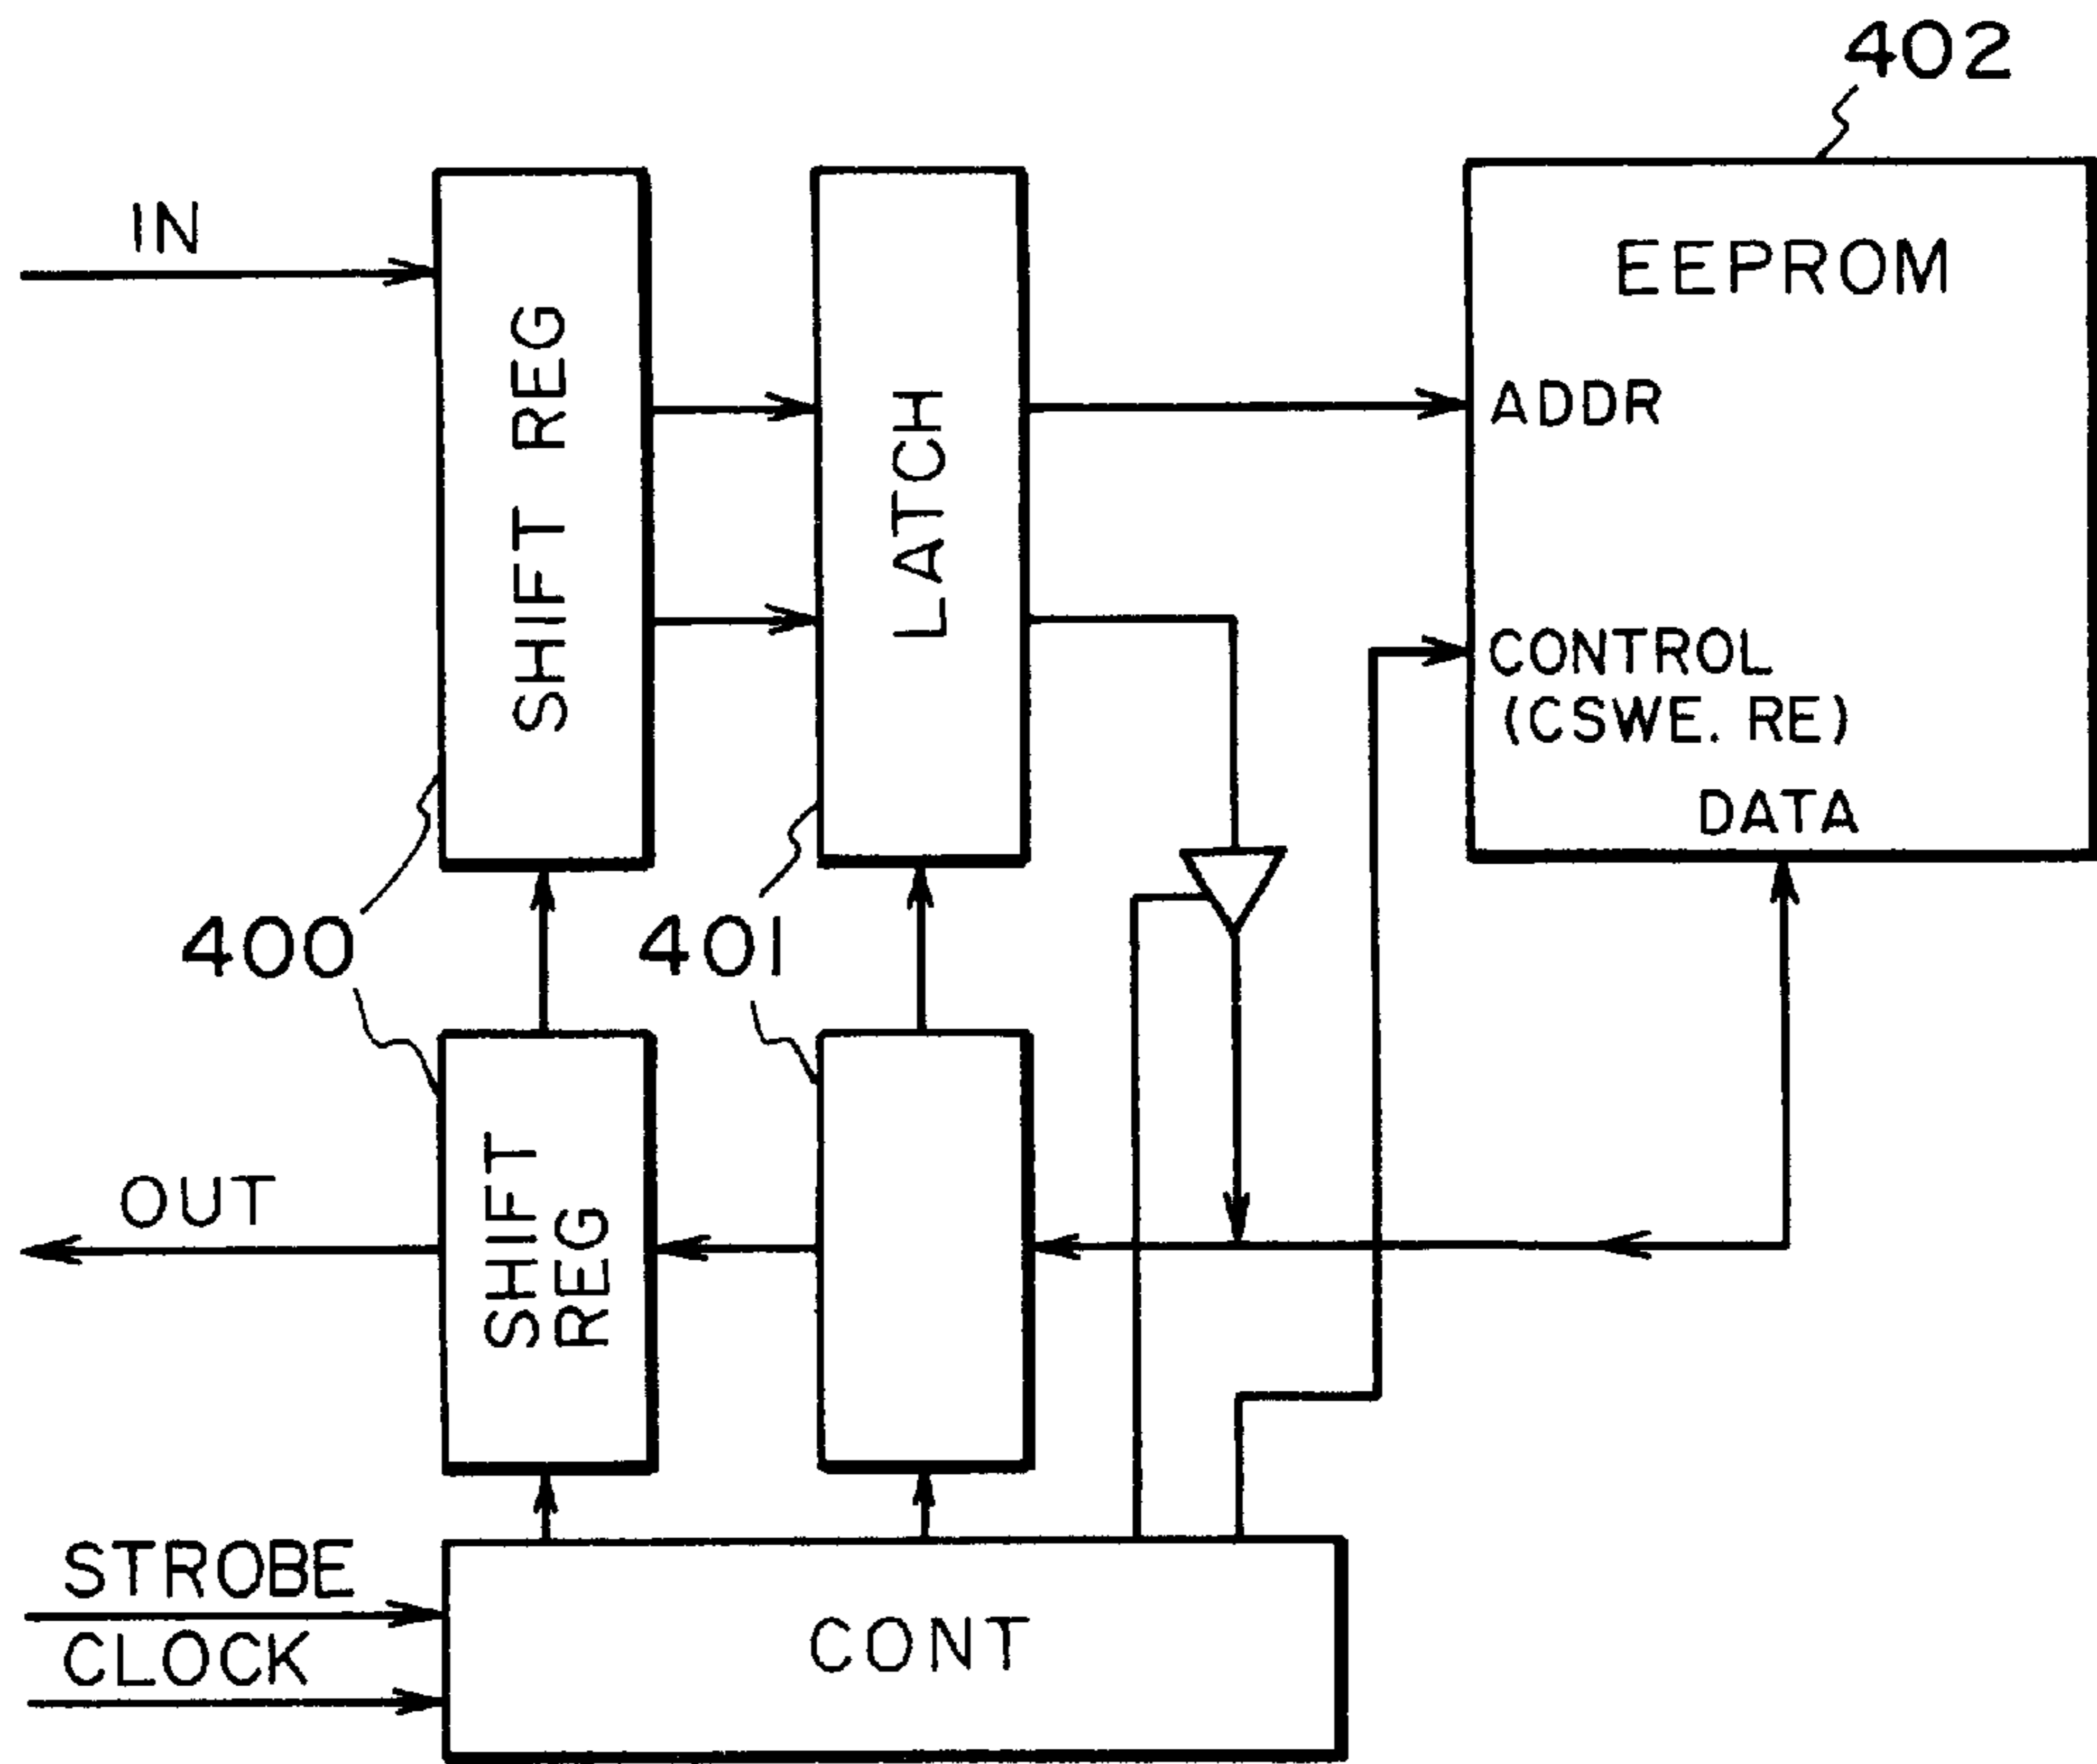 402
IN
SHIFT REG
LATCH
EEPROM
ADDR
CONTROL
(CSWE. RE)
DATA
400
401
OUT
SHIFT
REG
STROBE
CLOCK
CONT